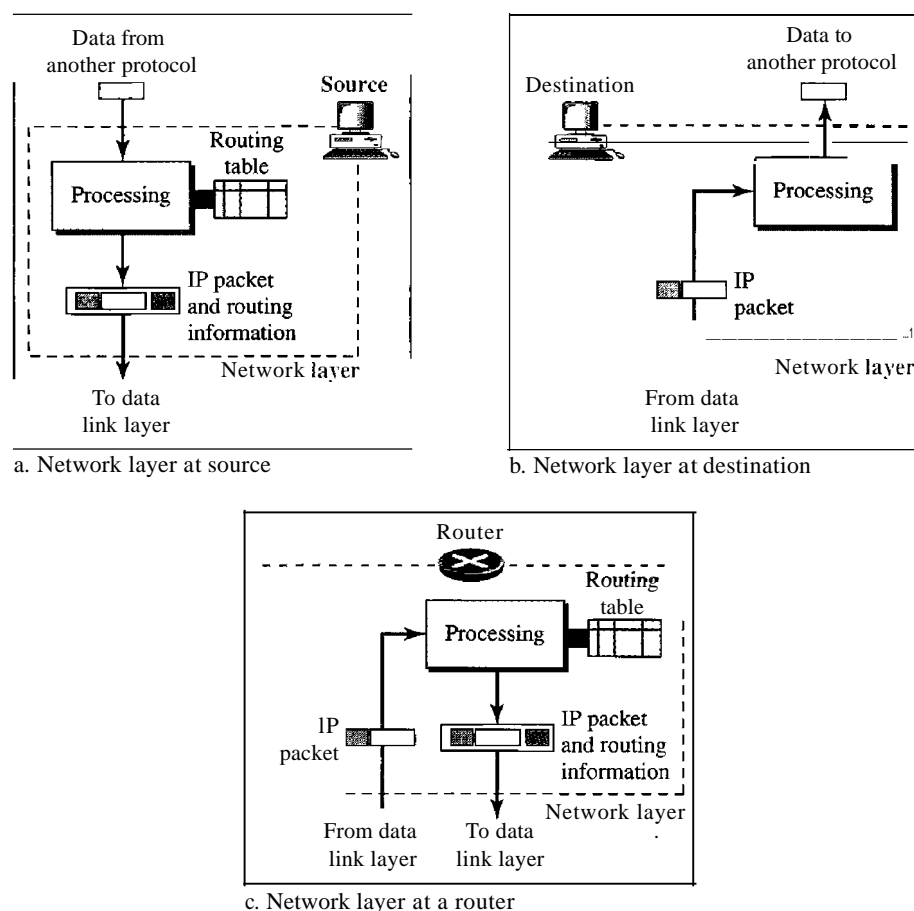 Data from
another protocol
Source
Routing
table
Processing
IP packet
and routing
information
Network layer
To data
link layer
a. Network layer at source
Data to
another protocol
Destination
Processing
IP
packet
Network layer
From data
link layer
b. Network layer at destination
Router
Routing
table
Processing
IP
packet
IP packet
and routing
information
Network layer
From data
link layer
To data
link layer
c. Network layer at a router